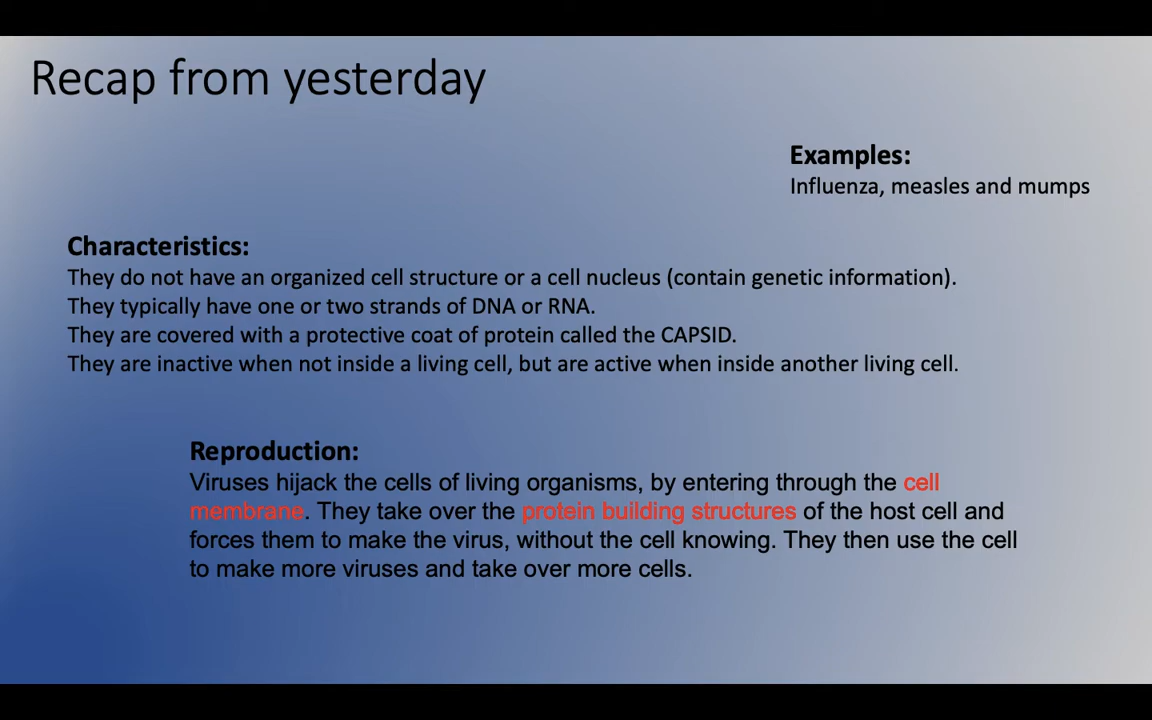 Recap from yesterday
Examples:
Influenza, measles and mumps
Characteristics:
They do not have an organized cell structure or a cell nucleus (contain genetic information).
They typically have one or two strands of DNA or RNA.
They are covered with a protective coat of protein called the CAPSID.
They are inactive when not inside a living cell, but are active when inside another living cell.
Reproduction:
Viruses hijack the cells of living organisms, by entering through the cell
membrane. They take over the protein building structures of the host cell and
forces them to make the virus, without the cell knowing. They then use the cell
to make more viruses and take over more cells.